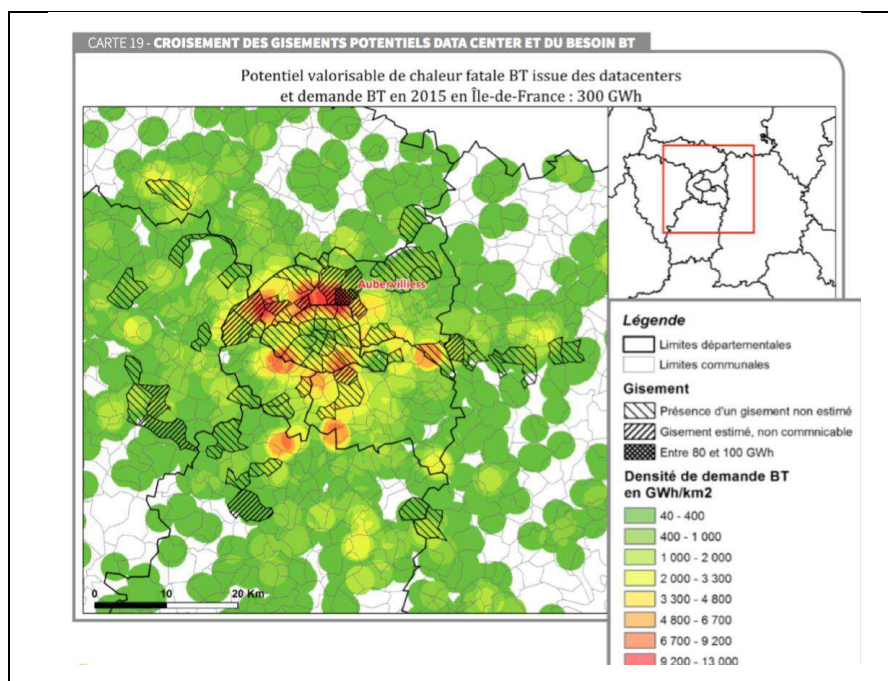 CARTE 19 - CROISEMENT DES GISEMENTS POTENTIELS DATA CENTER ET DU BESOIN BT
Potentiel valorisable de chaleur fatale BT issue des datacenters
et demande BT en 2015 en Île-de-France : 300 GWh
Aubervilliers
0 10 20 Km
Légende
Limites départementales
Limites communales
Gisement
Présence d'un gisement non estimé
Gisement estimé, non commnicable
Entre 80 et 100 GWh
Densité de demande BT
en GWh/km2
40 - 400
400 - 1 000
1 000 - 2 000
2 000 - 3 300
3 300 - 4 800
4 800 - 6 700
6 700 - 9 200
9 200 - 13 000